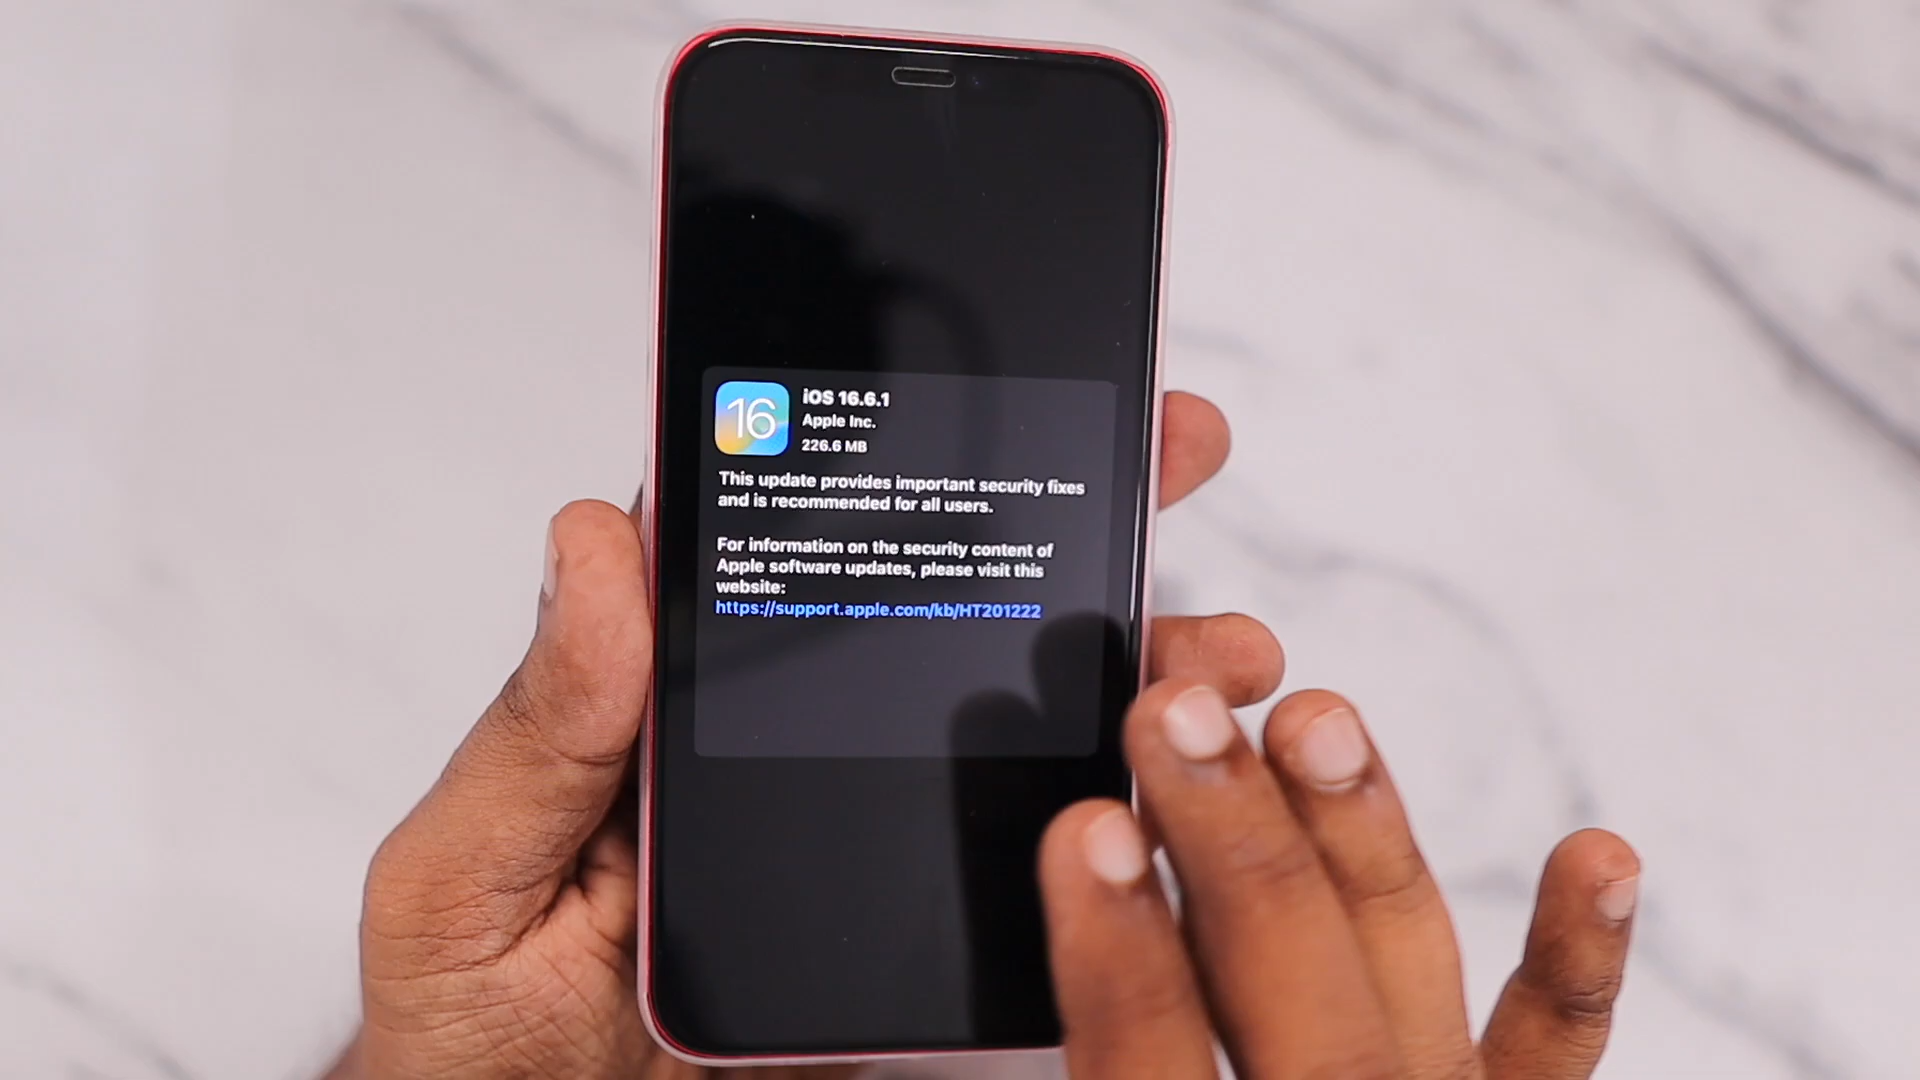 16
iOS 16.6.1
Apple Inc.
226.6 MB
This update provides important security fixes
and is recommended for all users.
For information on the security content of
Apple software updates, please visit this
website:
https://support.apple.com/kb/HT201222